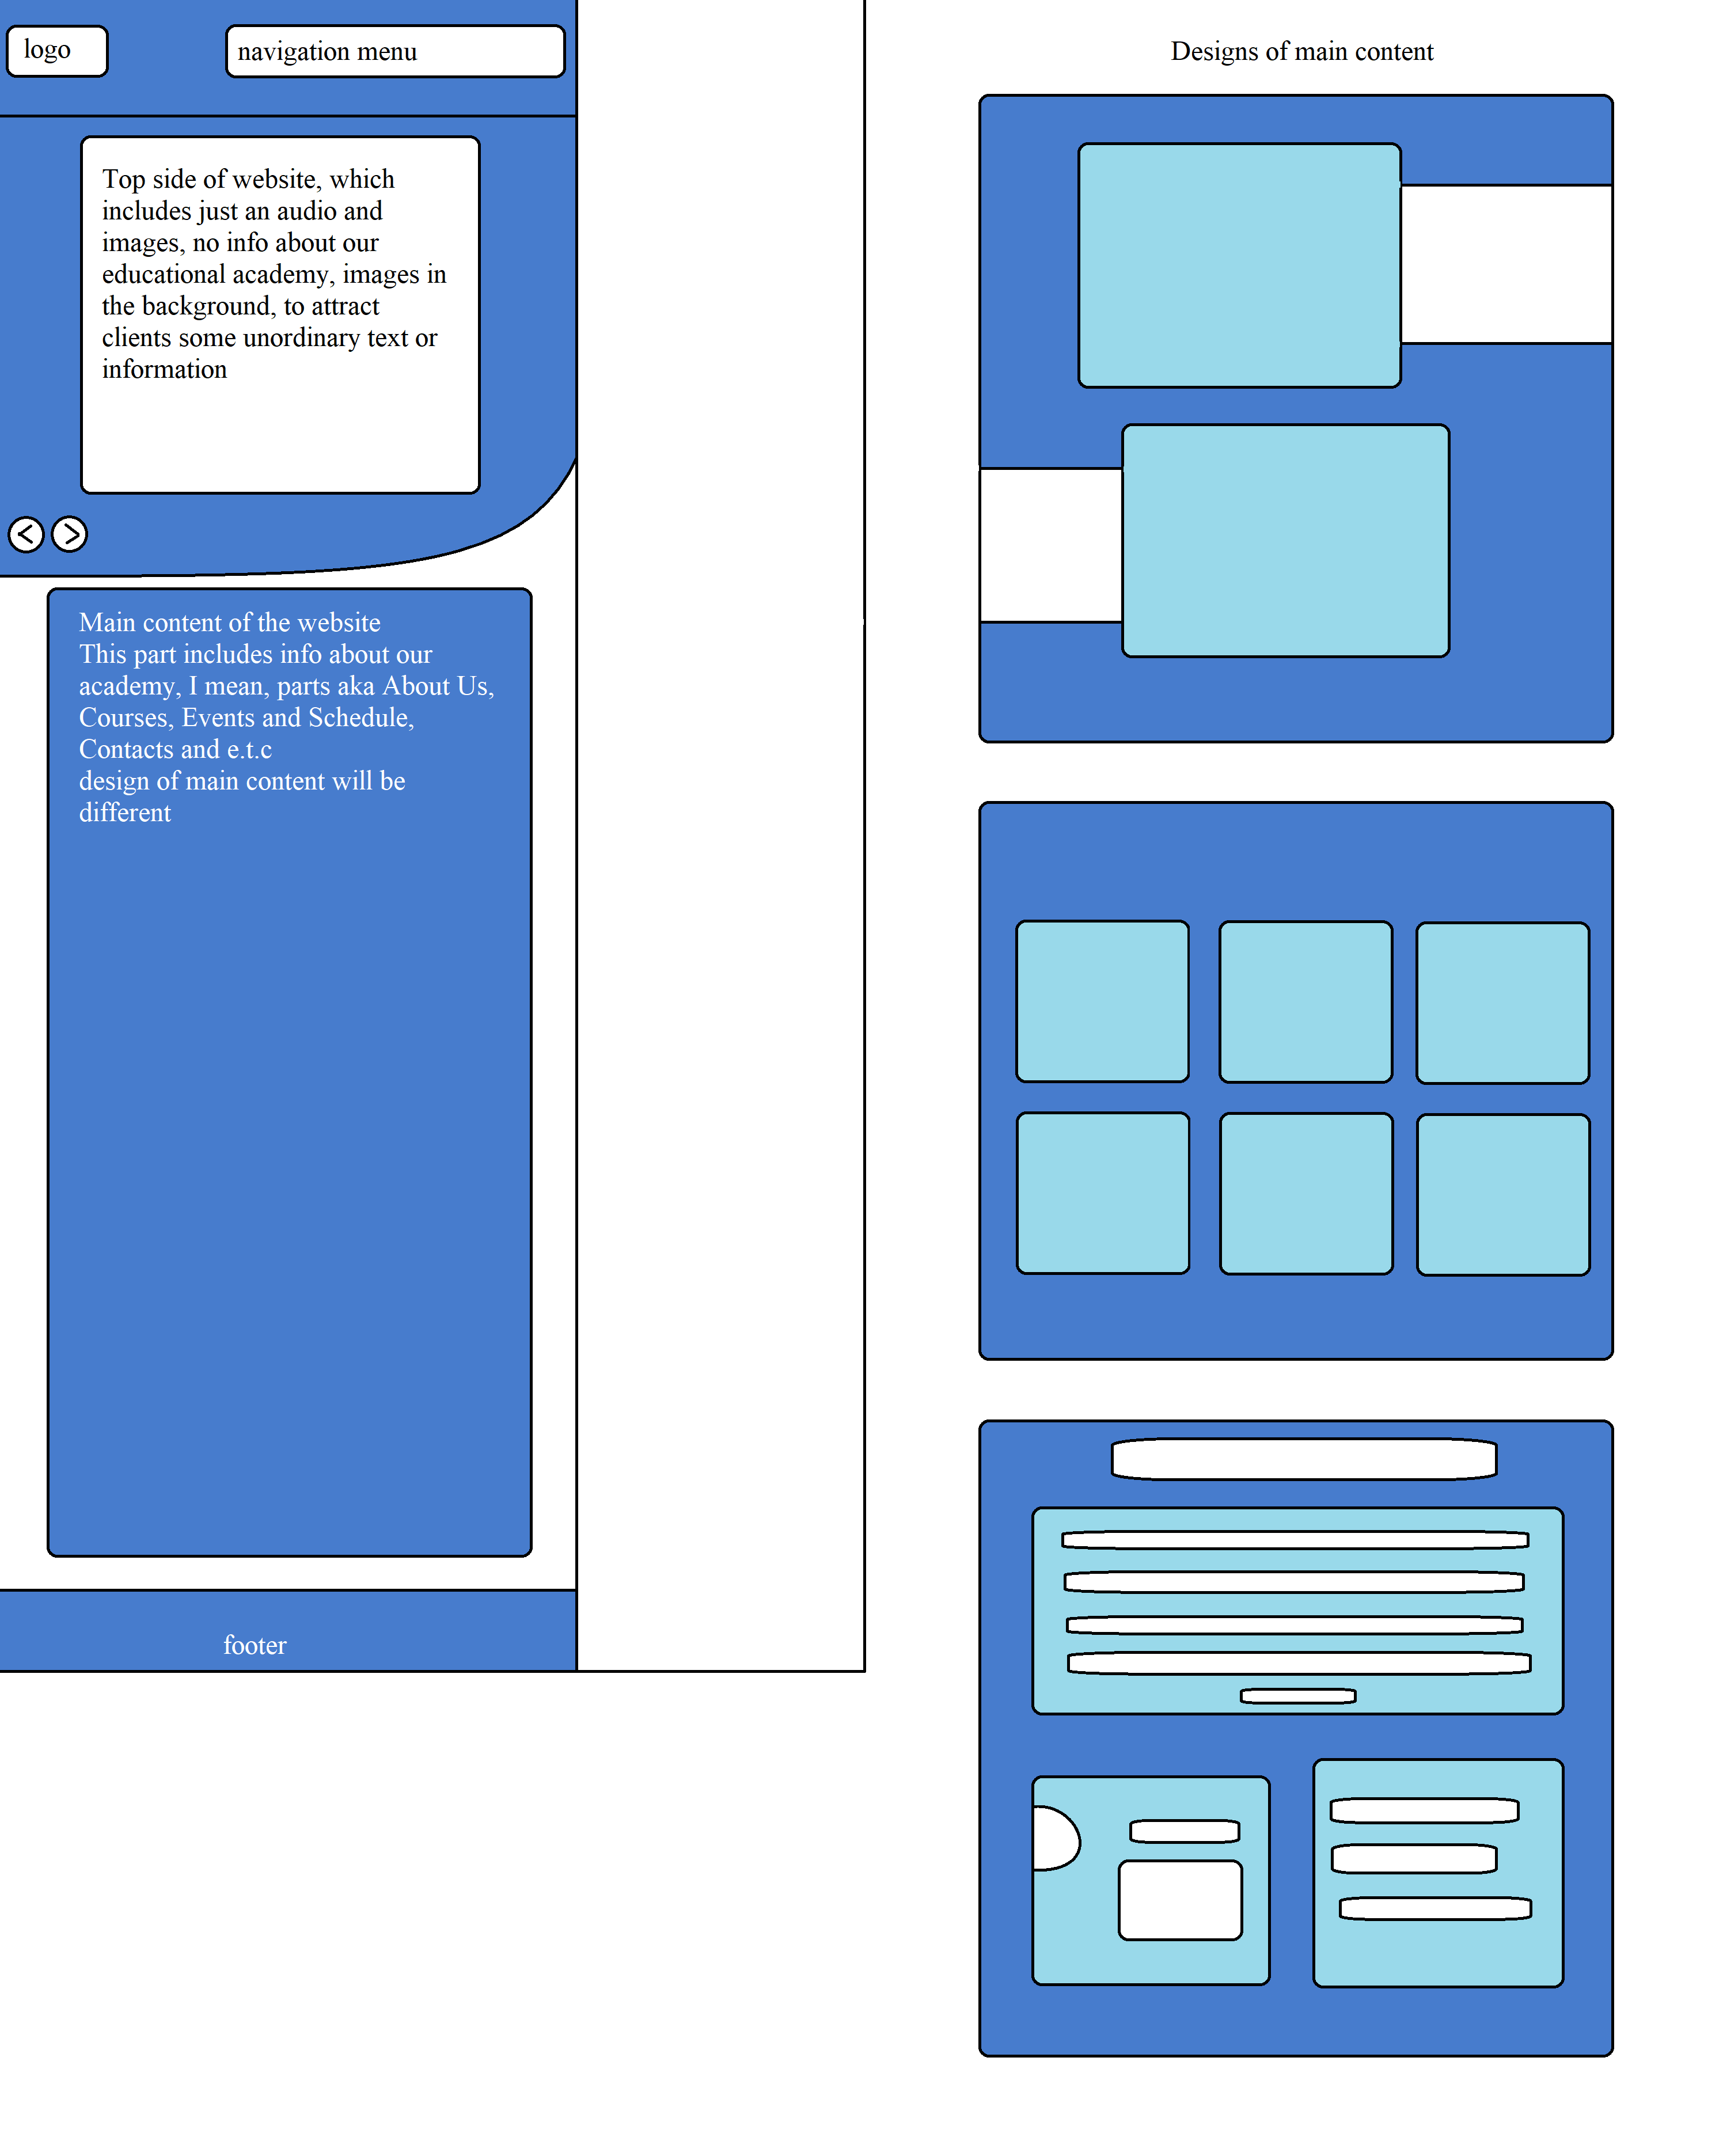 logo
navigation menu
Top side of website, which
includes just an audio and
images, no info about our
educational academy, images in
the background, to attract
clients some unordinary text or
information
< >
Main content of the website
This part includes info about our
academy, I mean, parts aka About Us,
Courses, Events and Schedule,
Contacts and e.t.c
design of main content will be
different
footer
Designs of main content